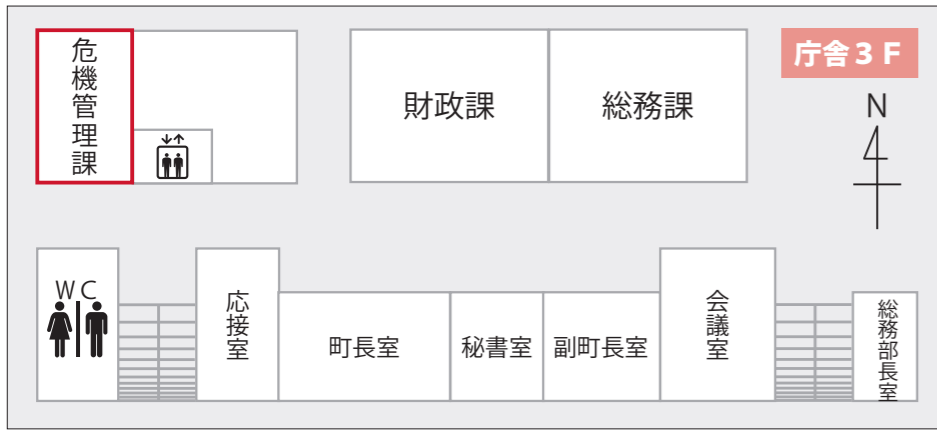 危機管理課
財政課
総務課
庁舎3F
N
WC
応接室
町長室
秘書室
副町長室
会議室
総務部長室